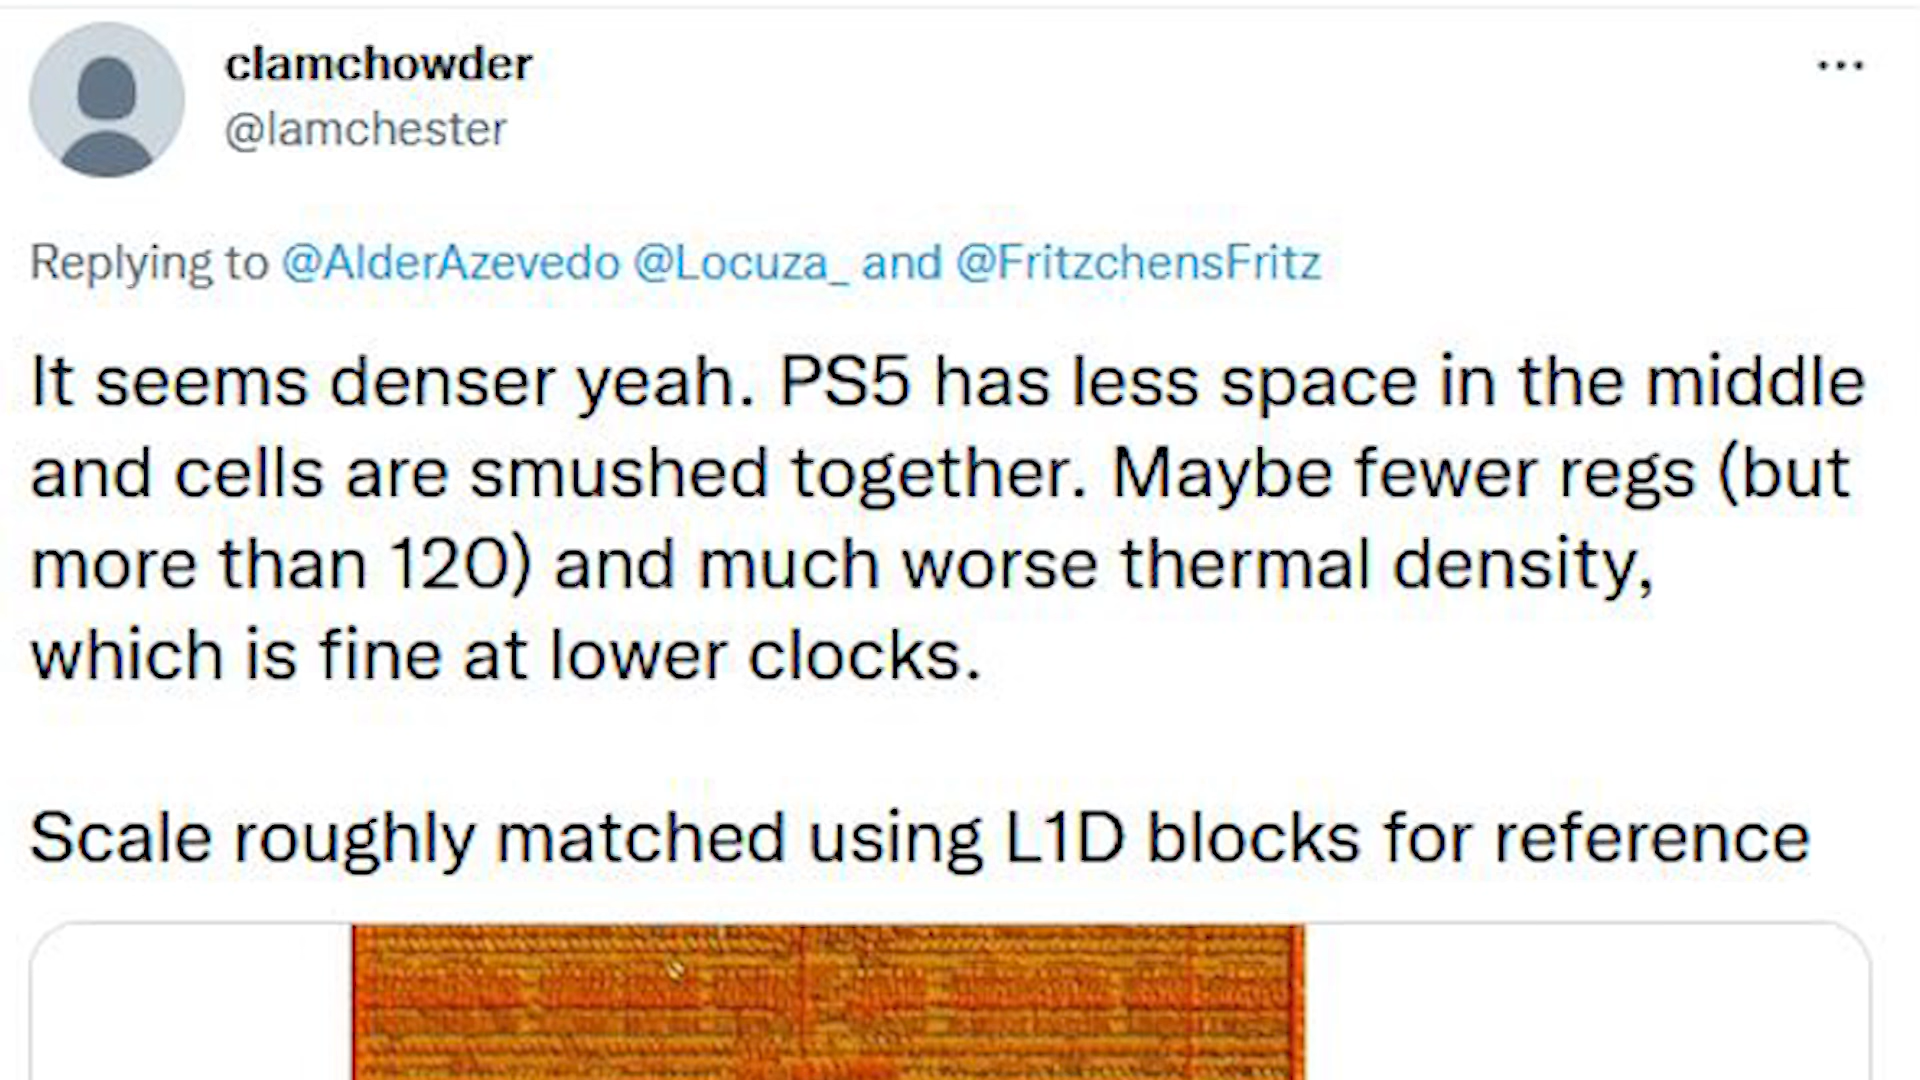 clamchowder
@lamchester
Replying to @AlderAzevedo @Locuza_ and @FritzchensFritz
It seems denser yeah. PS5 has less space in the middle
and cells are smushed together. Maybe fewer regs (but
more than 120) and much worse thermal density,
which is fine at lower clocks.
Scale roughly matched using L1D blocks for reference